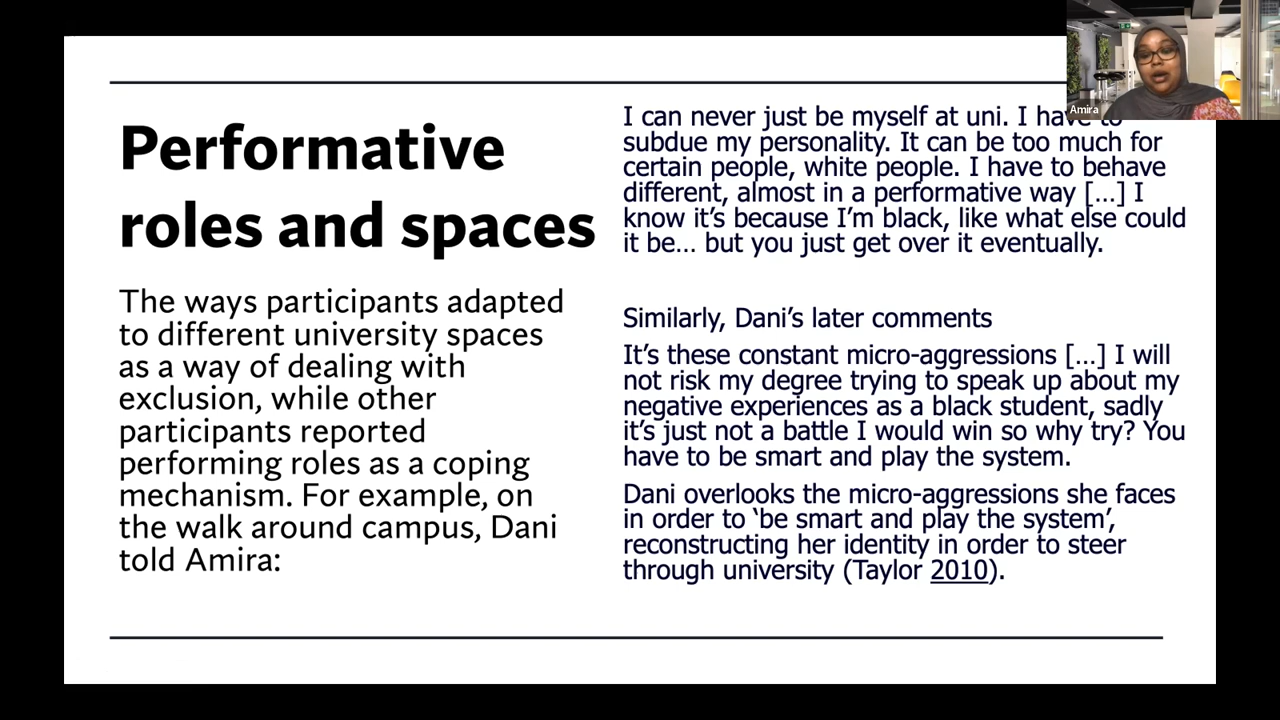 Performative
roles and spaces
The ways participants adapted
to different university spaces
as a way of dealing with
exclusion, while other
participants reported
performing roles as a coping
mechanism. For example, on
the walk around campus, Dani
told Amira:
I can never just be myself at uni. I have to
subdue my personality. It can be too much for
certain people, white people. I have to behave
different, almost in a performative way […] I
know it’s because I’m black, like what else could
it be… but you just get over it eventually.
Similarly, Dani’s later comments
It’s these constant micro-aggressions […] I will
not risk my degree trying to speak up about my
negative experiences as a black student, sadly
it’s just not a battle I would win so why try? You
have to be smart and play the system.
Dani overlooks the micro-aggressions she faces
in order to ‘be smart and play the system’,
reconstructing her identity in order to steer
through university (Taylor 2010).
Amira